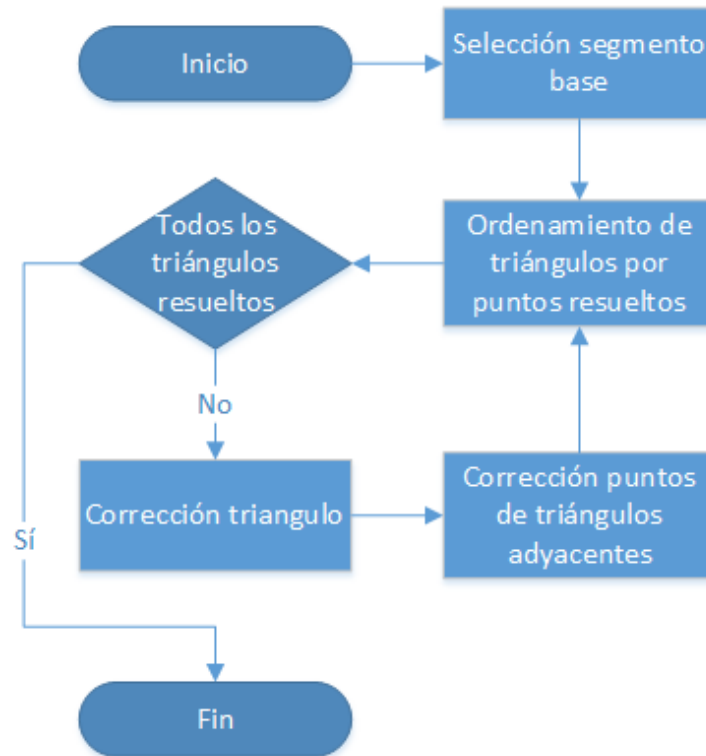 Inicio
Selección segmento
base
Ordenamiento de
triángulos por
puntos resueltos
Todos los
triángulos
resueltos
No
Corrección triangulo
Corrección puntos
de triángulos
adyacentes
Sí
Fin